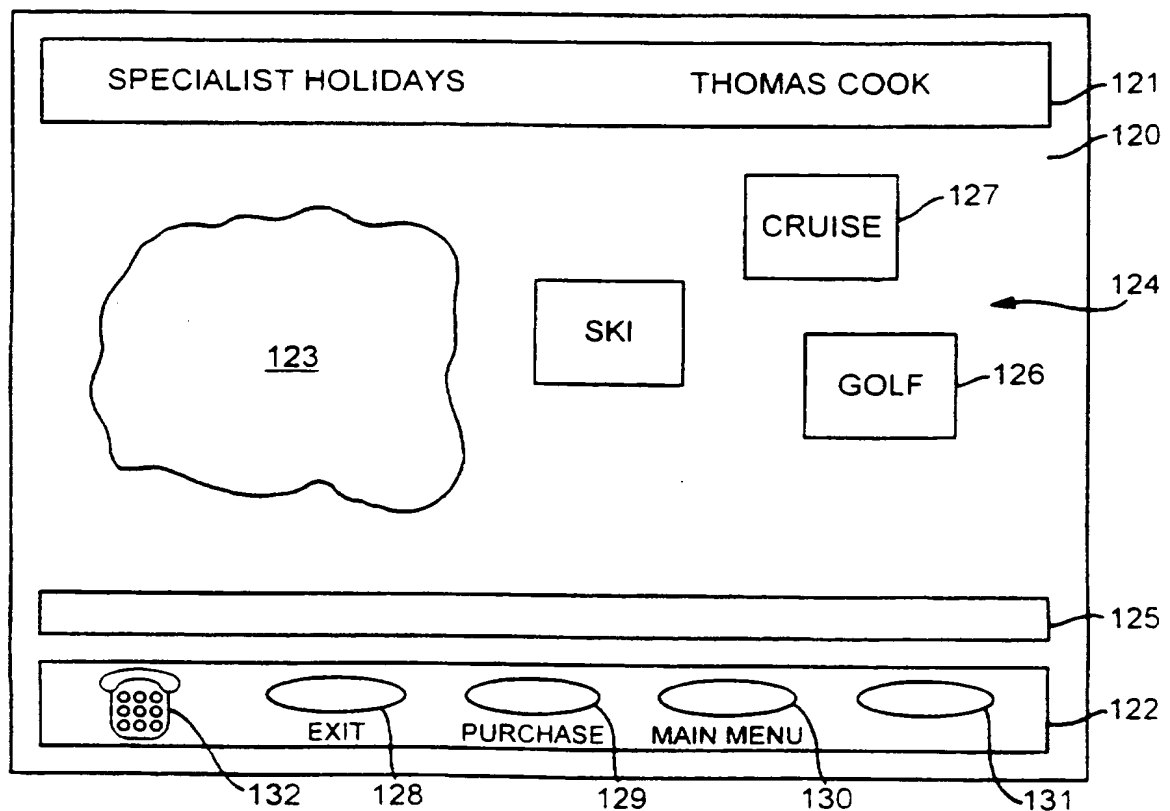 SPECIALIST HOLIDAYS THOMAS COOK
121
120
127
CRUISE
124
SKI
123
126
GOLF
125
122
EXIT PURCHASE MAIN MENU
132 128 129 130 131